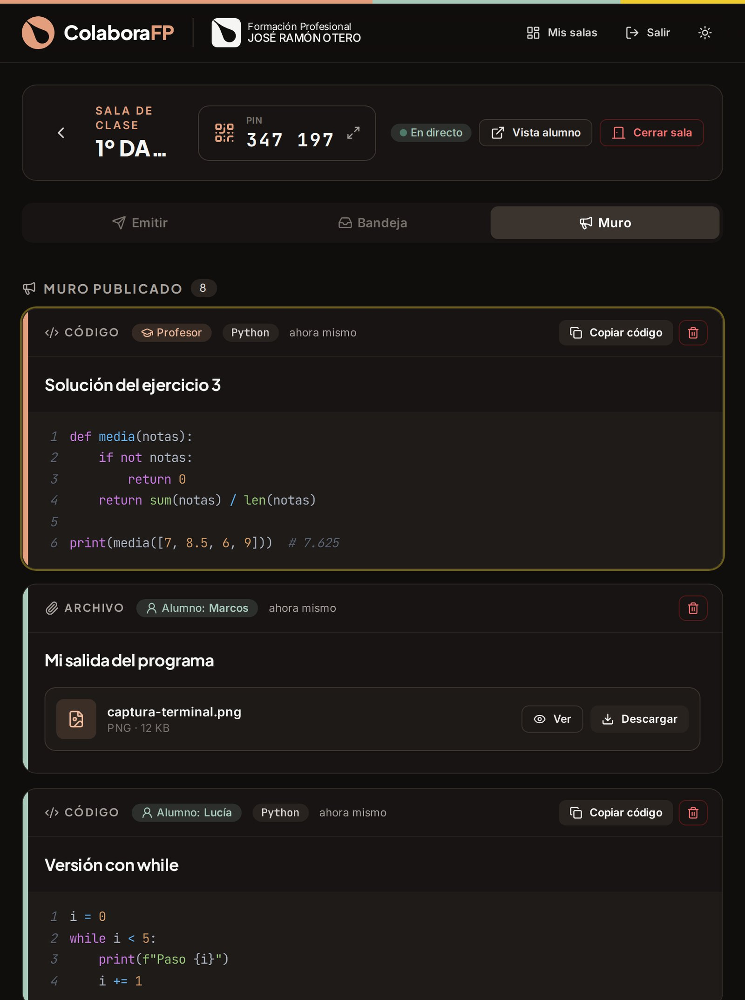 ColaboraFP
Formación Profesional
JOSÉ RAMÓN OTERO
Mis salas
Salir
SALA DE
CLASE
1º DA...
PIN
347 197
En directo
Vista alumno
Cerrar sala
Emitir
Bandeja
Muro
MURO PUBLICADO 8
CÓDIGO Profesor Python ahora mismo Copiar código
Solución del ejercicio 3
1 def media(notas):
2     if not notas:
3         return 0
4     return sum(notas) / len(notas)
5
6 print(media([7, 8.5, 6, 9]))  # 7.625
ARCHIVO Alumno: Marcos ahora mismo
Mi salida del programa
captura-terminal.png
PNG · 12 KB
Ver
Descargar
CÓDIGO Alumno: Lucía Python ahora mismo Copiar código
Versión con while
1 i = 0
2 while i < 5:
3     print(f"Paso {i}")
4     i += 1